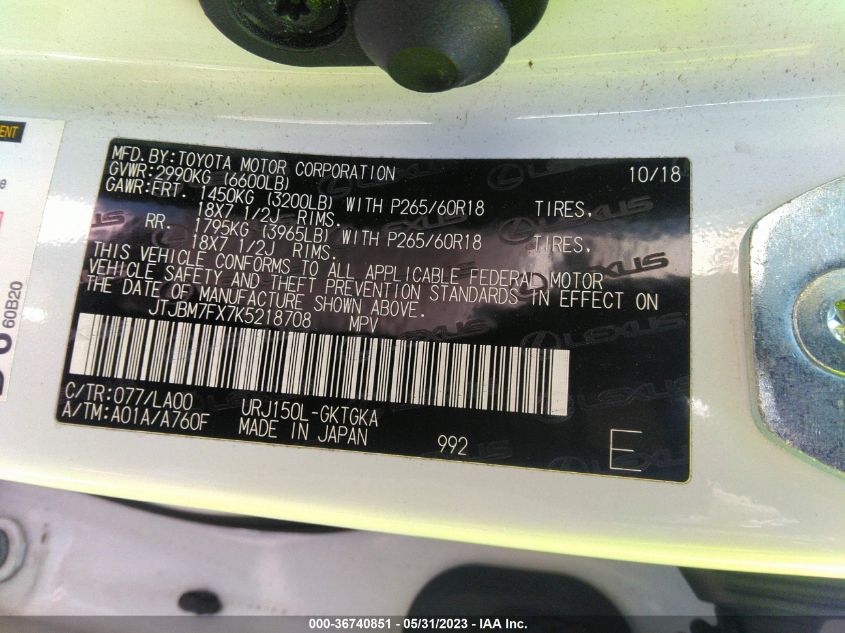 MFD.BY:TOYOTA MOTOR CORPORATION 10/18
GVWR:2990KG (6600LB)
GAWR:FRT. 1450KG (3200LB) WITH P265/60R18 TIRES,
18X7 1/2J RIMS.
RR. 1795KG (3965LB) WITH P265/60R18 TIRES,
18X7 1/2J RIMS.
THIS VEHICLE CONFORMS TO ALL APPLICABLE FEDERAL MOTOR
VEHICLE SAFETY AND THEFT PREVENTION STANDARDS IN EFFECT ON
THE DATE OF MANUFACTURE SHOWN ABOVE.
JTJBM7FX7K5218708 MPV
C/TR:077/LA00 URJ150L-GKTGKA
A/TM:A01A/A760F MADE IN JAPAN 992 E
LEXUS
60B20
000-36740851 / 05/31/2023 / IAA Inc.